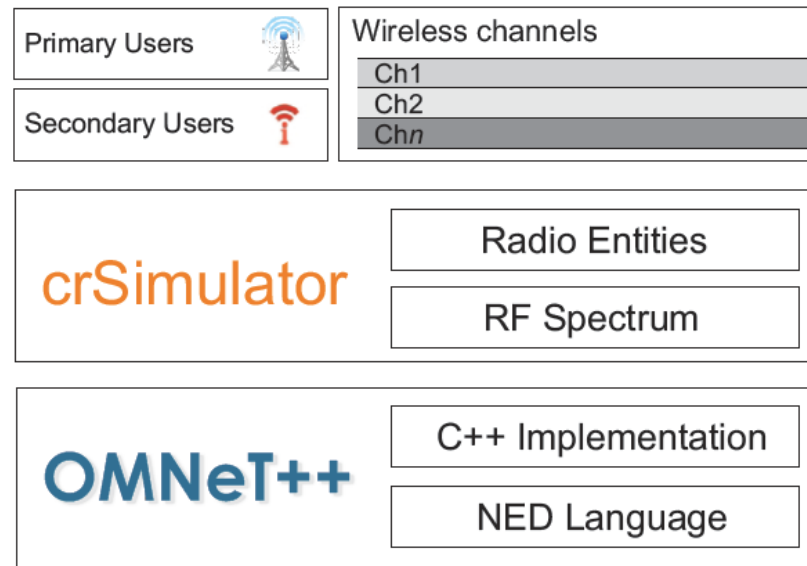 Primary Users
Secondary Users
Wireless channels
Ch1
Ch2
Chn
crSimulator
Radio Entities
RF Spectrum
OMNeT++
C++ Implementation
NED Language